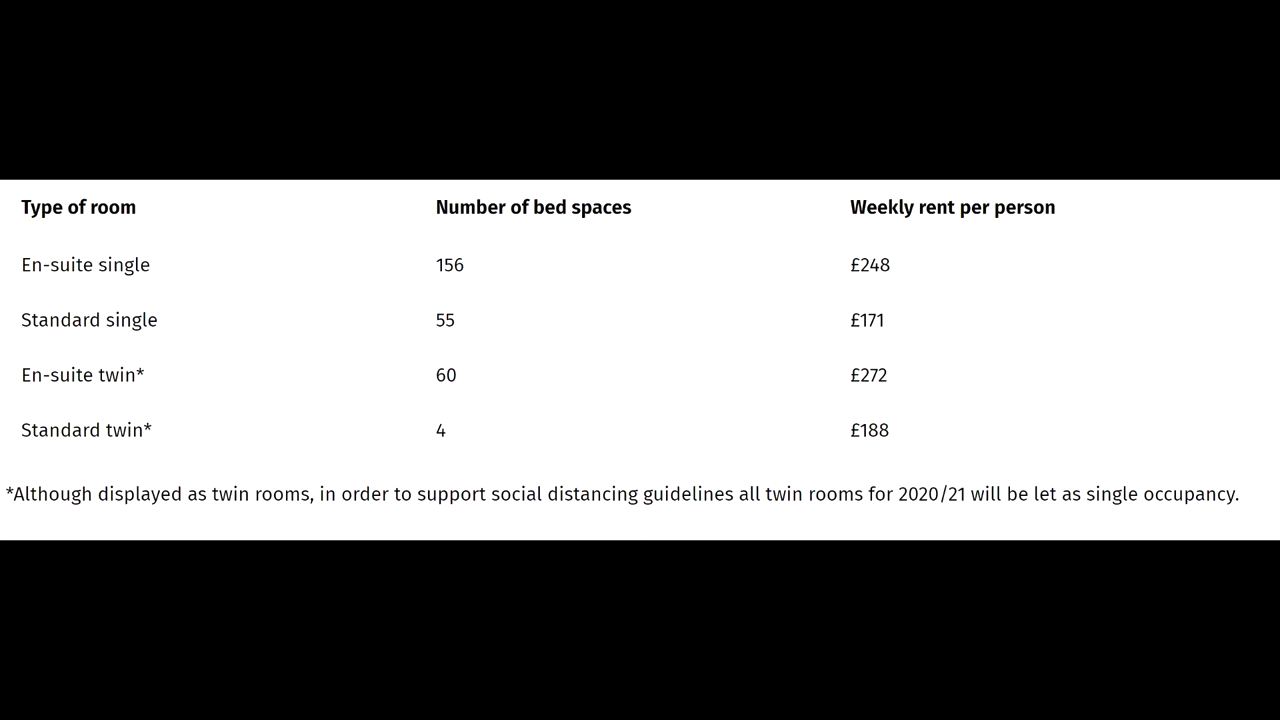 Type of room Number of bed spaces Weekly rent per person
En-suite single 156 £248
Standard single 55 £171
En-suite twin* 60 £272
Standard twin* 4 £188
*Although displayed as twin rooms, in order to support social distancing guidelines all twin rooms for 2020/21 will be let as single occupancy.